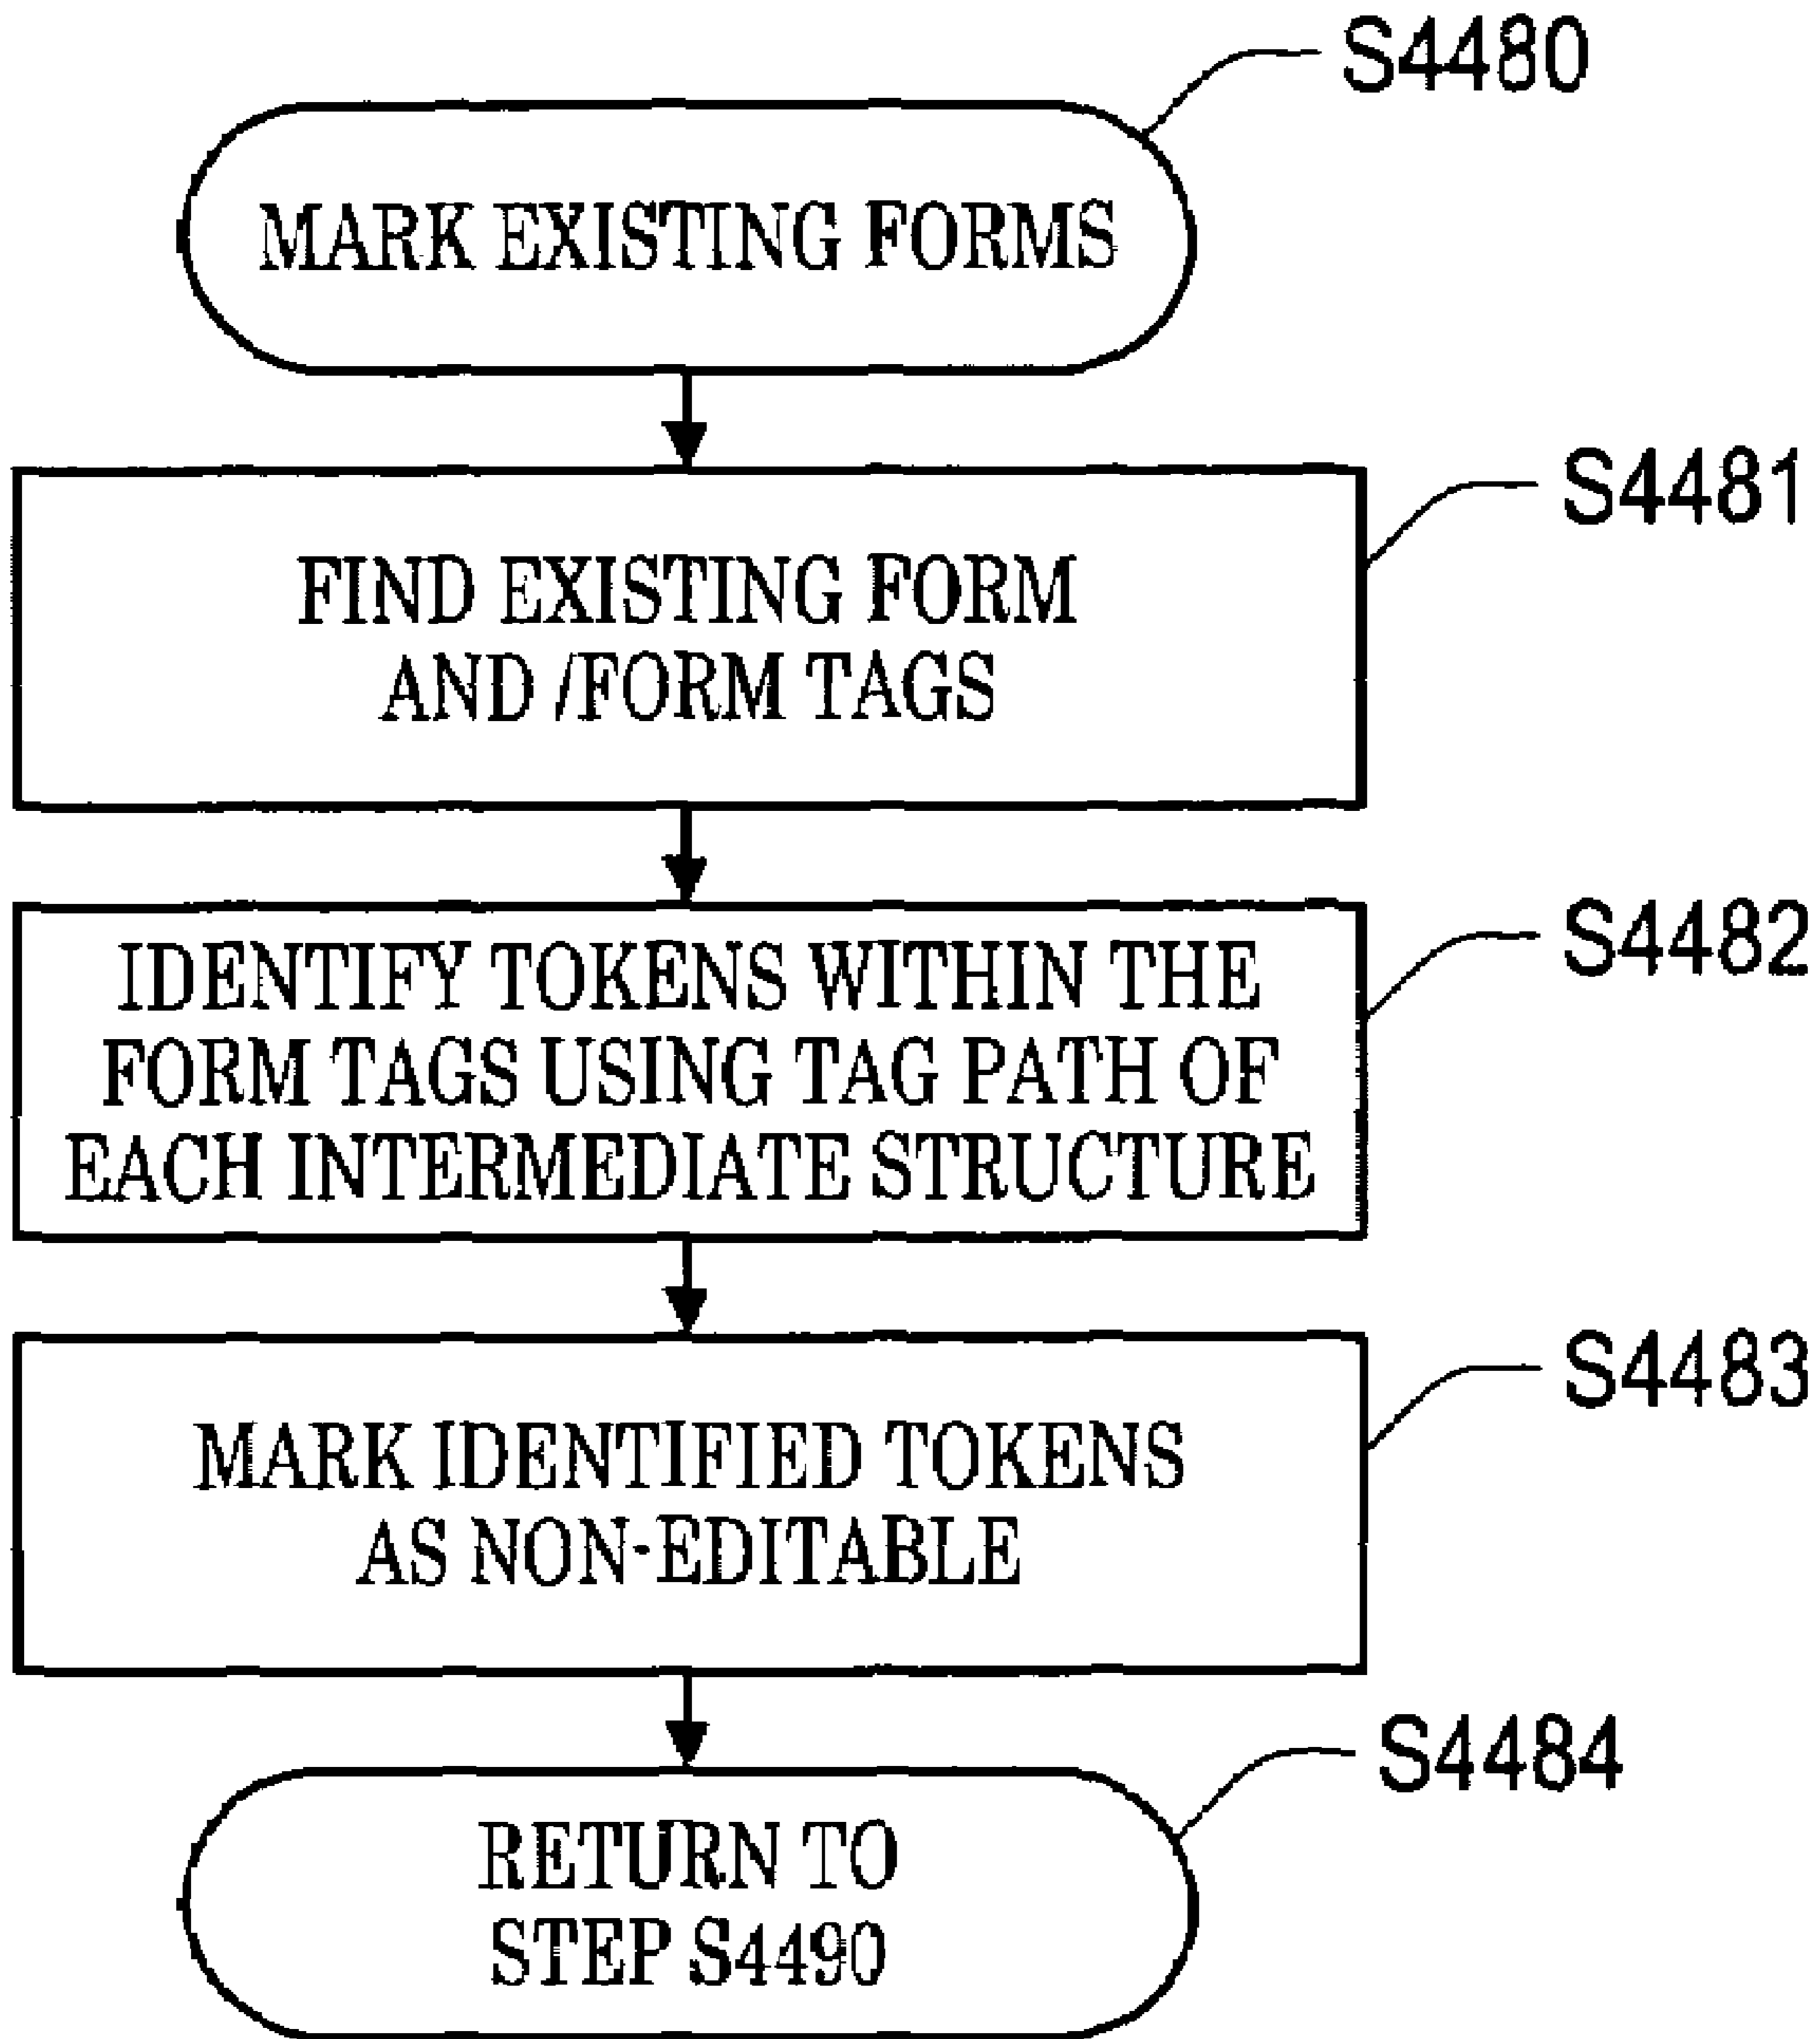 S4480
MARK EXISTING FORMS
S4481
FIND EXISTING FORM
AND /FORM TAGS
S4482
IDENTIFY TOKENS WITHIN THE
FORM TAGS USING TAG PATH OF
EACH INTERMEDIATE STRUCTURE
S4483
MARK IDENTIFIED TOKENS
AS NON-EDITABLE
S4484
RETURN TO
STEP S4490